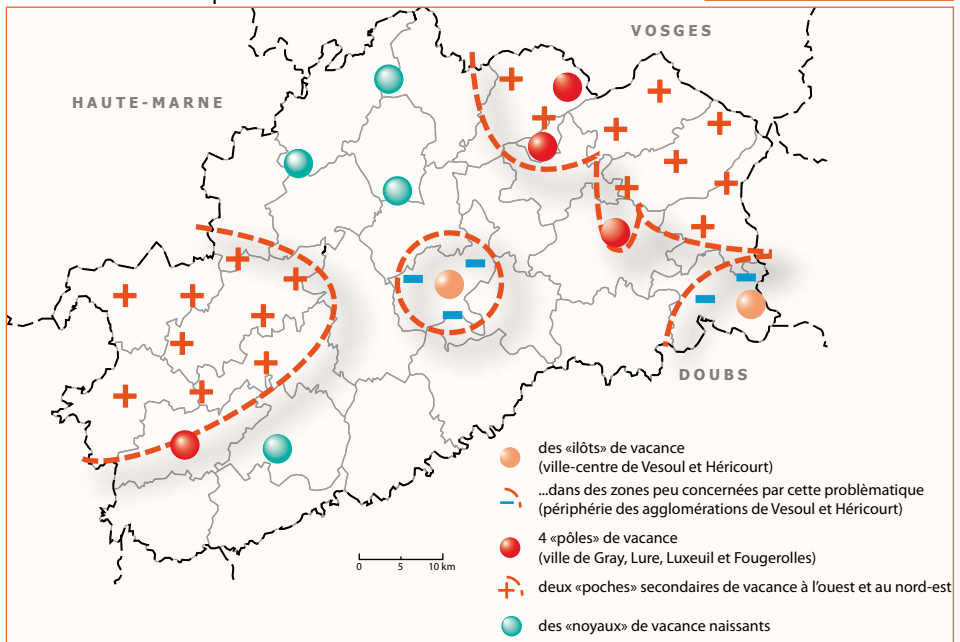 VOSGES
HAUTE-MARNE
DOUBS
des «ilôts» de vacance
(ville-centre de Vesoul et Héricourt)
...dans des zones peu concernées par cette problèmatique
(périphérie des agglomérations de Vesoul et Héricourt)
4 «pôles» de vacance
(ville de Gray, Lure, Luxeuil et Fougerolles)
0 5 10 km
deux «poches» secondaires de vacance à l'ouest et au nord-est
des «noyaux» de vacance naissants